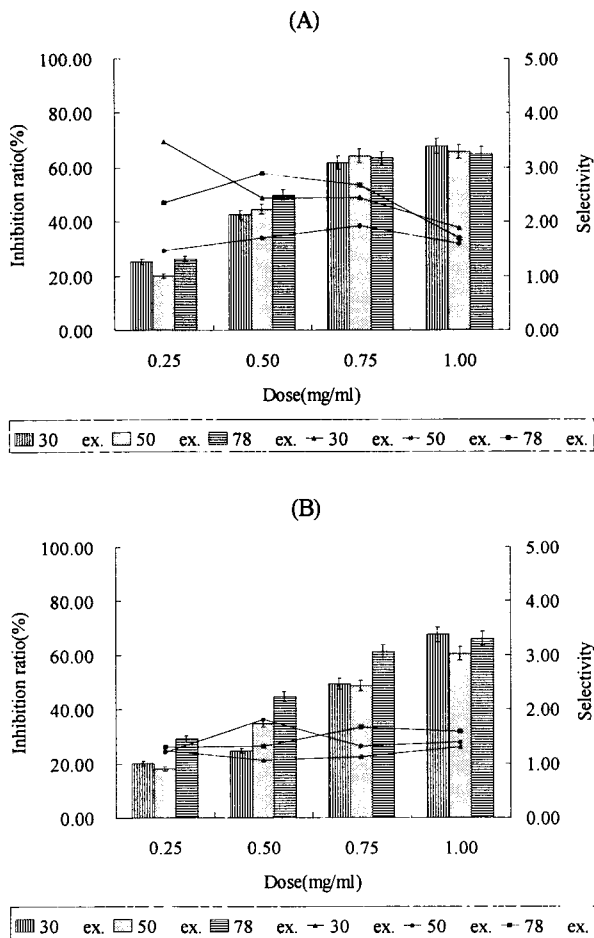 (A)
100.00
80.00
60.00
40.00
20.00
0.00
Inhibition ratio(%)
5.00
4.00
3.00
2.00
1.00
0.00
Selectivity
0.25 0.50 0.75 1.00
Dose(mg/ml)
30 ex. 50 ex. 78 ex. 30 ex. 50 ex. 78 ex.
(B)
100.00
80.00
60.00
40.00
20.00
0.00
Inhibition ratio(%)
5.00
4.00
3.00
2.00
1.00
0.00
Selectivity
0.25 0.50 0.75 1.00
Dose(mg/ml)
30 ex. 50 ex. 78 ex. 30 ex. 50 ex. 78 ex.